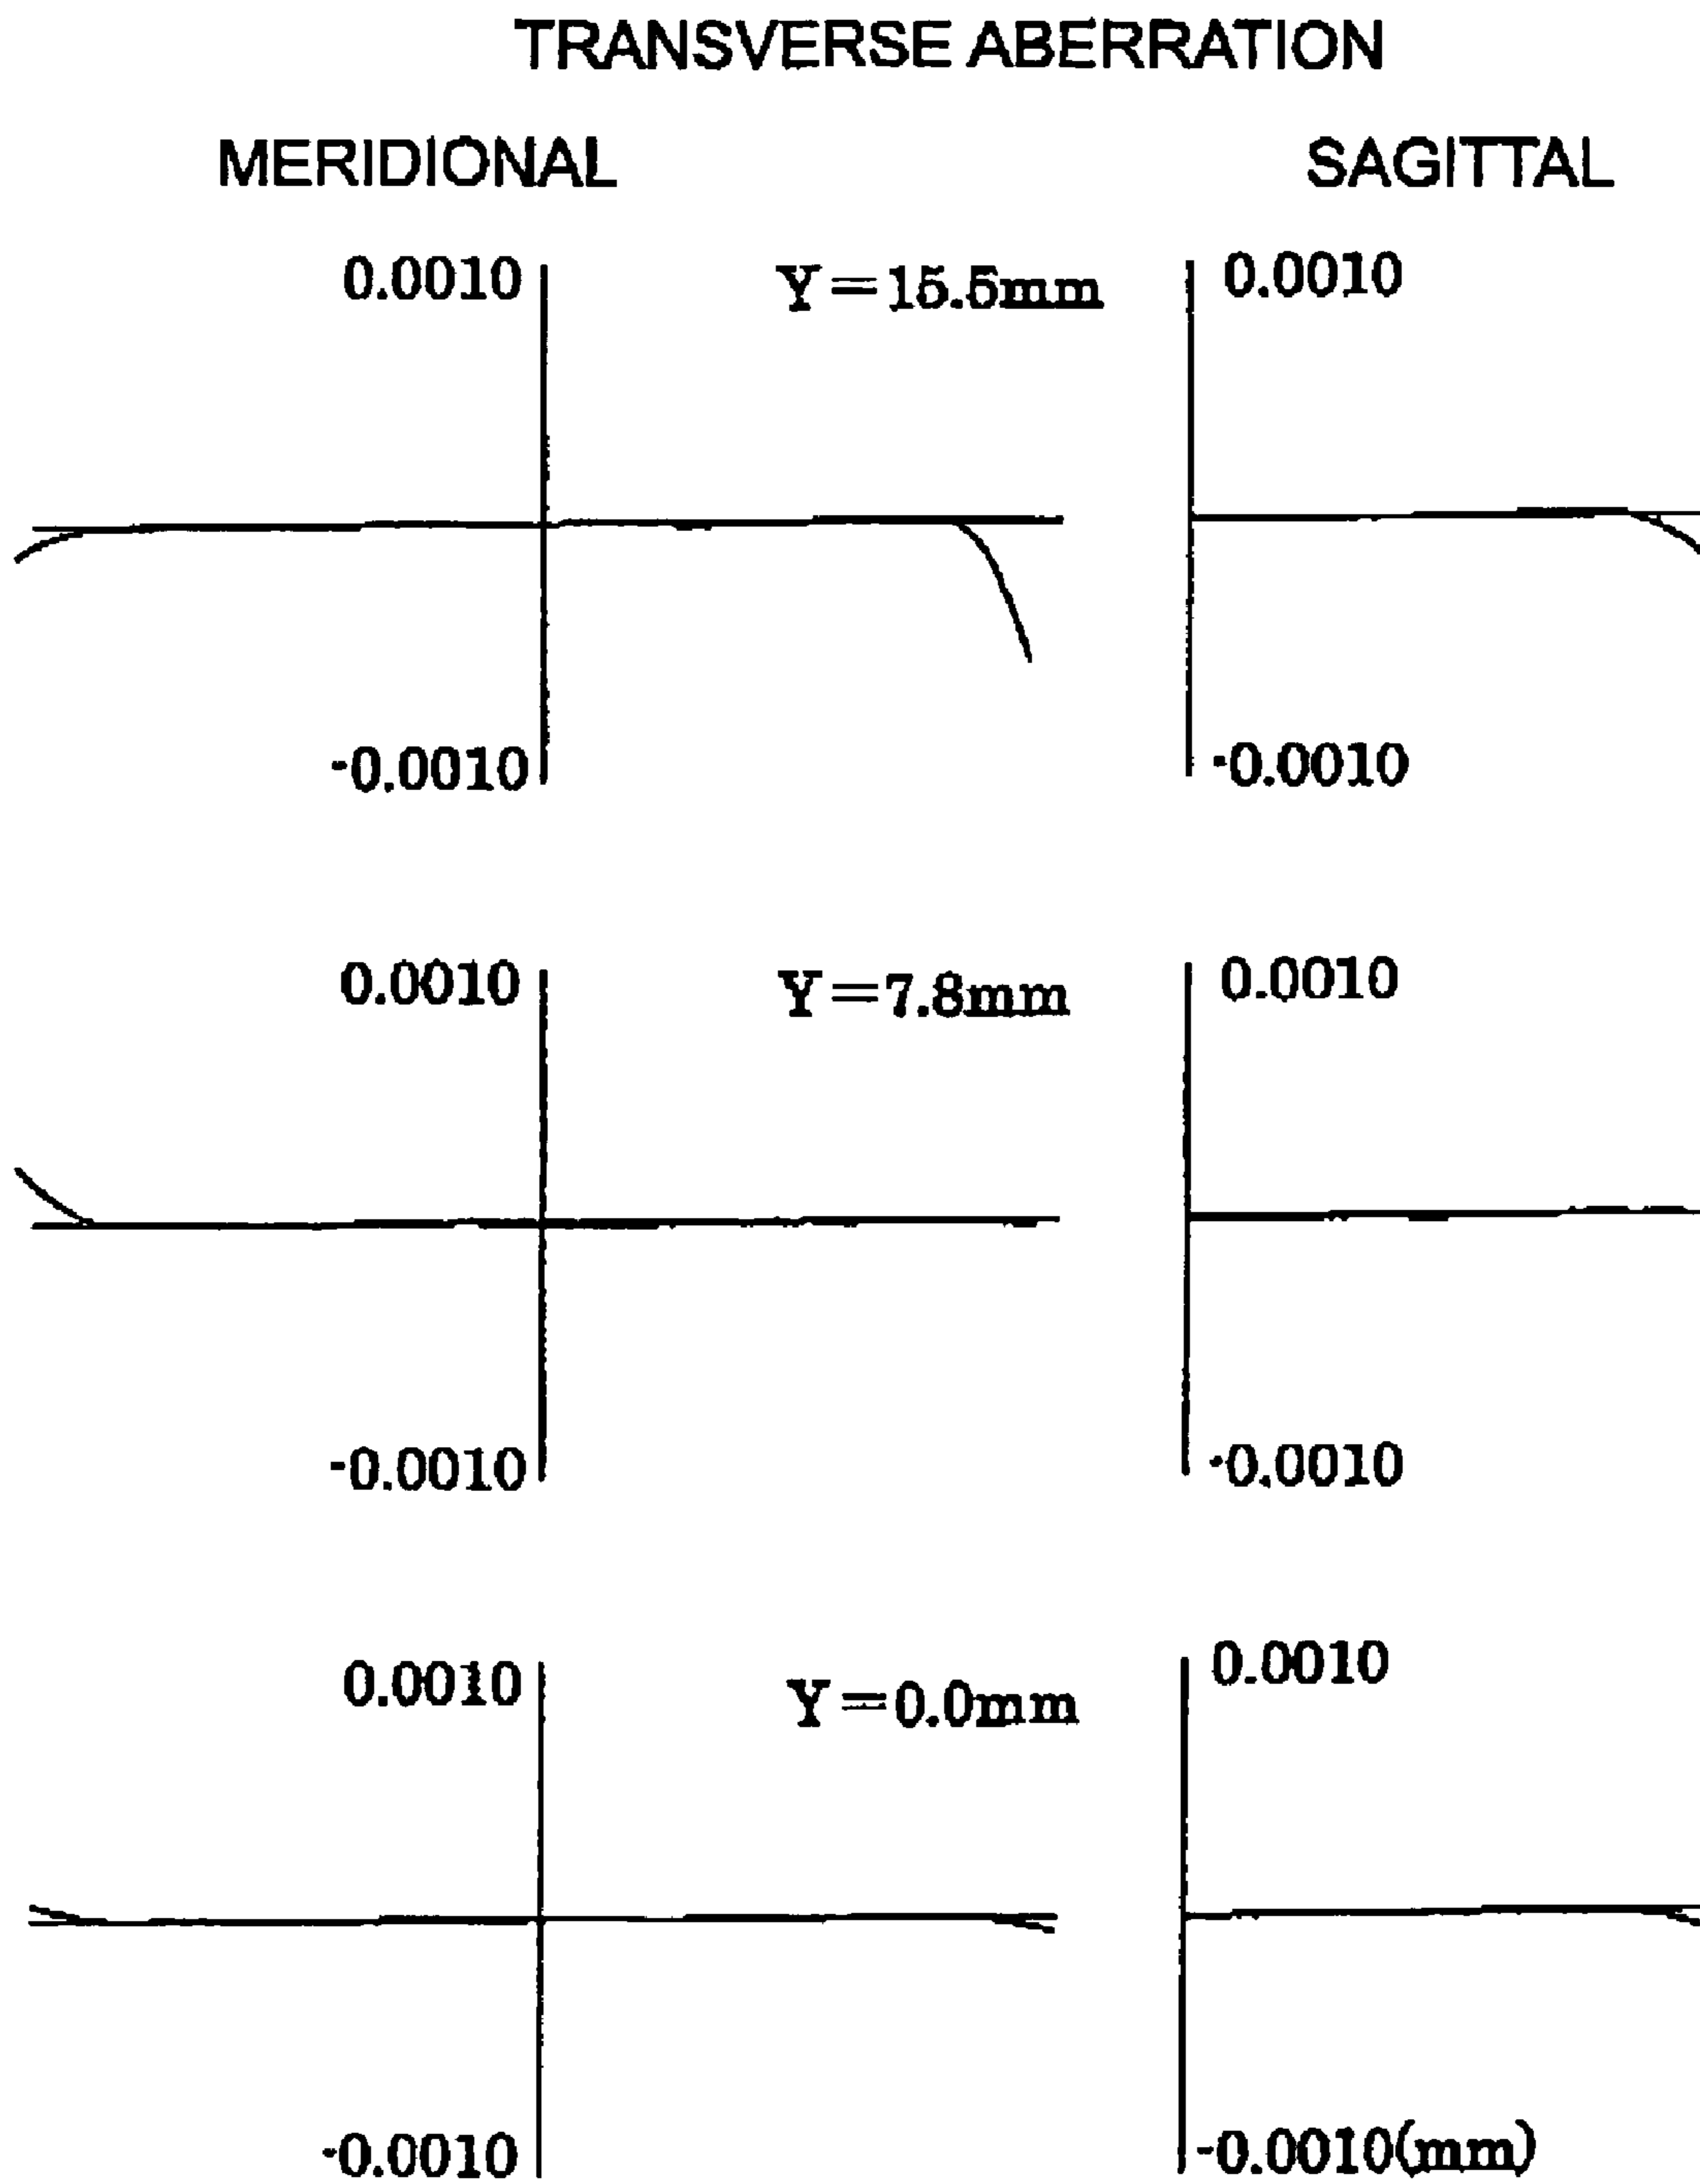 TRANSVERSE ABERRATION
MERIDIONAL SAGITTAL
0.0010 Y=15.5mm 0.0010
-0.0010 -0.0010
0.0010 Y=7.8mm 0.0010
-0.0010 -0.0010
0.0010 Y=0.0mm 0.0010
-0.0010 -0.0010(mm)